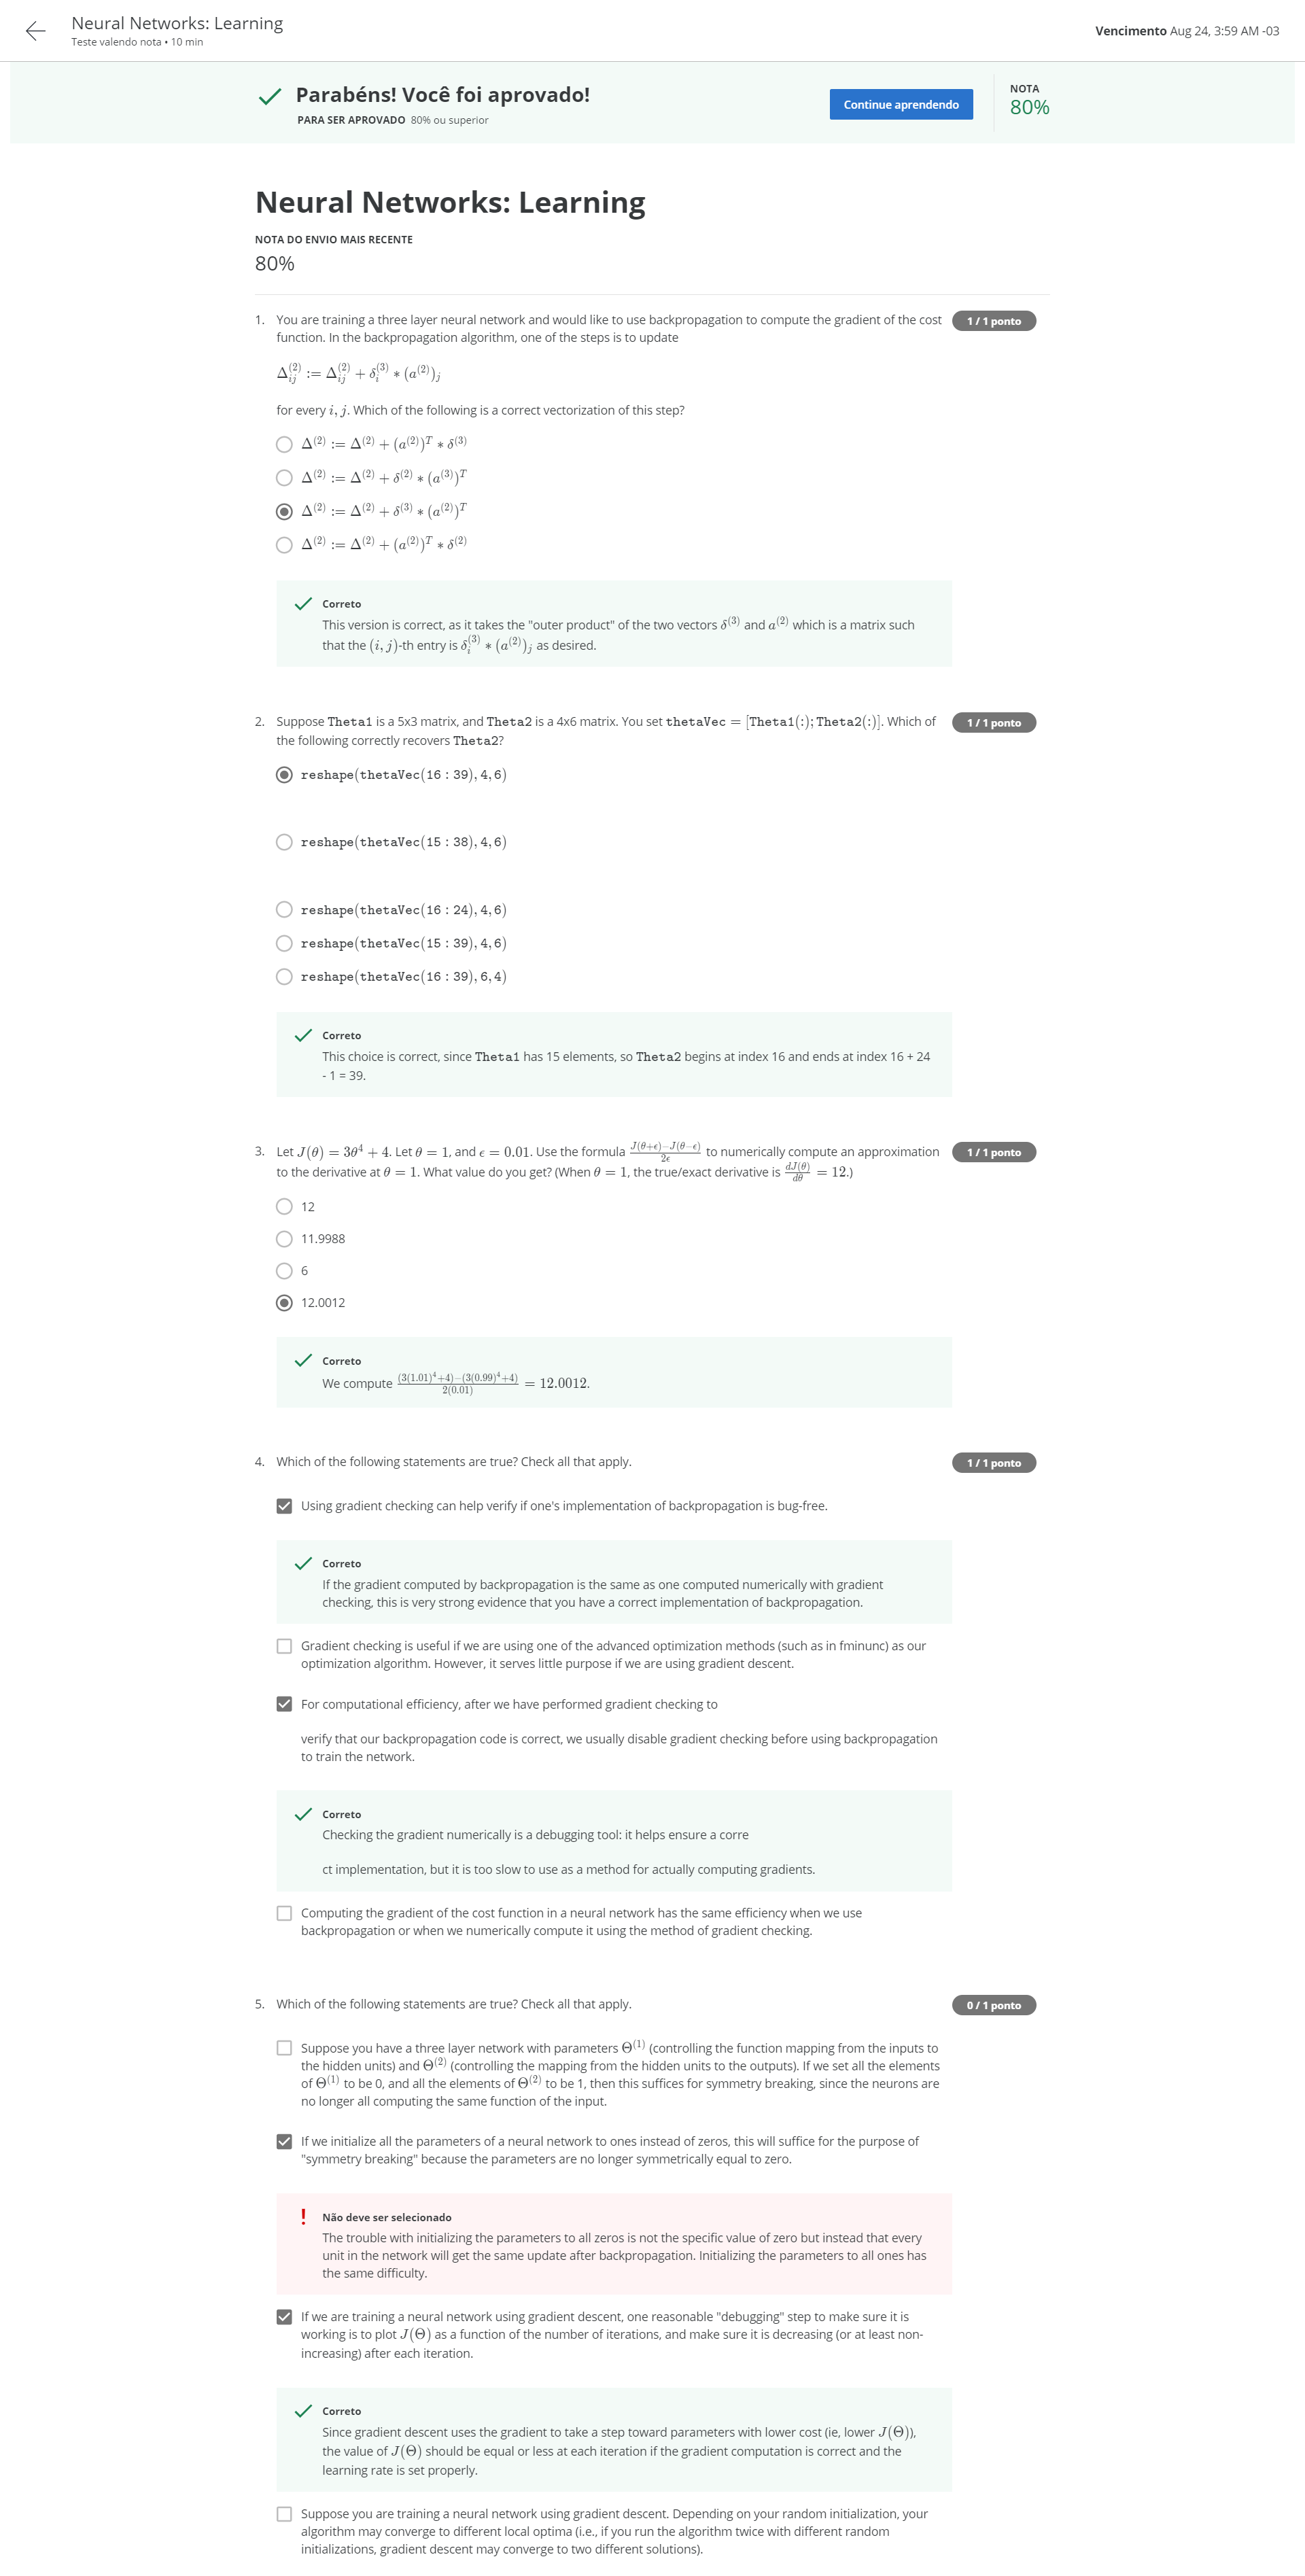 Neural Networks: Learning
Teste valendo nota • 10 min
Vencimento Aug 24, 3:59 AM -03
Parabéns! Você foi aprovado!
PARA SER APROVADO 80% ou superior
Continue aprendendo
NOTA
80%
Neural Networks: Learning
NOTA DO ENVIO MAIS RECENTE
80%
1. You are training a three layer neural network and would like to use backpropagation to compute the gradient of the cost
function. In the backpropagation algorithm, one of the steps is to update
1 / 1 ponto
Δ_{ij}^{(2)} := Δ_{ij}^{(2)} + δ_i^{(3)} * (a^{(2)})_j
for every i, j. Which of the following is a correct vectorization of this step?
Δ^{(2)} := Δ^{(2)} + (a^{(2)})^T * δ^{(3)}
Δ^{(2)} := Δ^{(2)} + δ^{(2)} * (a^{(3)})^T
Δ^{(2)} := Δ^{(2)} + δ^{(3)} * (a^{(2)})^T
Δ^{(2)} := Δ^{(2)} + (a^{(2)})^T * δ^{(2)}
Correto
This version is correct, as it takes the "outer product" of the two vectors δ^{(3)} and a^{(2)} which is a matrix such
that the (i, j)-th entry is δ_i^{(3)} * (a^{(2)})_j as desired.
2. Suppose Theta1 is a 5x3 matrix, and Theta2 is a 4x6 matrix. You set thetaVec = [Theta1(:); Theta2(:)]. Which of
the following correctly recovers Theta2?
1 / 1 ponto
reshape(thetaVec(16 : 39), 4, 6)
reshape(thetaVec(15 : 38), 4, 6)
reshape(thetaVec(16 : 24), 4, 6)
reshape(thetaVec(15 : 39), 4, 6)
reshape(thetaVec(16 : 39), 6, 4)
Correto
This choice is correct, since Theta1 has 15 elements, so Theta2 begins at index 16 and ends at index 16 + 24
- 1 = 39.
3. Let J(θ) = 3θ^4 + 4. Let θ = 1, and ϵ = 0.01. Use the formula \frac{J(θ+ϵ)−J(θ−ϵ)}{2ϵ} to numerically compute an approximation
to the derivative at θ = 1. What value do you get? (When θ = 1, the true/exact derivative is \frac{dJ(θ)}{dθ} = 12.)
1 / 1 ponto
12
11.9988
6
12.0012
Correto
We compute \frac{(3(1.01)^4+4)−(3(0.99)^4+4)}{2(0.01)} = 12.0012.
4. Which of the following statements are true? Check all that apply.
1 / 1 ponto
Using gradient checking can help verify if one's implementation of backpropagation is bug-free.
Correto
If the gradient computed by backpropagation is the same as one computed numerically with gradient
checking, this is very strong evidence that you have a correct implementation of backpropagation.
Gradient checking is useful if we are using one of the advanced optimization methods (such as in fminunc) as our
optimization algorithm. However, it serves little purpose if we are using gradient descent.
For computational efficiency, after we have performed gradient checking to
verify that our backpropagation code is correct, we usually disable gradient checking before using backpropagation
to train the network.
Correto
Checking the gradient numerically is a debugging tool: it helps ensure a corre
ct implementation, but it is too slow to use as a method for actually computing gradients.
Computing the gradient of the cost function in a neural network has the same efficiency when we use
backpropagation or when we numerically compute it using the method of gradient checking.
5. Which of the following statements are true? Check all that apply.
0 / 1 ponto
Suppose you have a three layer network with parameters Θ^{(1)} (controlling the function mapping from the inputs to
the hidden units) and Θ^{(2)} (controlling the mapping from the hidden units to the outputs). If we set all the elements
of Θ^{(1)} to be 0, and all the elements of Θ^{(2)} to be 1, then this suffices for symmetry breaking, since the neurons are
no longer all computing the same function of the input.
If we initialize all the parameters of a neural network to ones instead of zeros, this will suffice for the purpose of
"symmetry breaking" because the parameters are no longer symmetrically equal to zero.
Não deve ser selecionado
The trouble with initializing the parameters to all zeros is not the specific value of zero but instead that every
unit in the network will get the same update after backpropagation. Initializing the parameters to all ones has
the same difficulty.
If we are training a neural network using gradient descent, one reasonable "debugging" step to make sure it is
working is to plot J(Θ) as a function of the number of iterations, and make sure it is decreasing (or at least non-
increasing) after each iteration.
Correto
Since gradient descent uses the gradient to take a step toward parameters with lower cost (ie, lower J(Θ)),
the value of J(Θ) should be equal or less at each iteration if the gradient computation is correct and the
learning rate is set properly.
Suppose you are training a neural network using gradient descent. Depending on your random initialization, your
algorithm may converge to different local optima (i.e., if you run the algorithm twice with different random
initializations, gradient descent may converge to two different solutions).